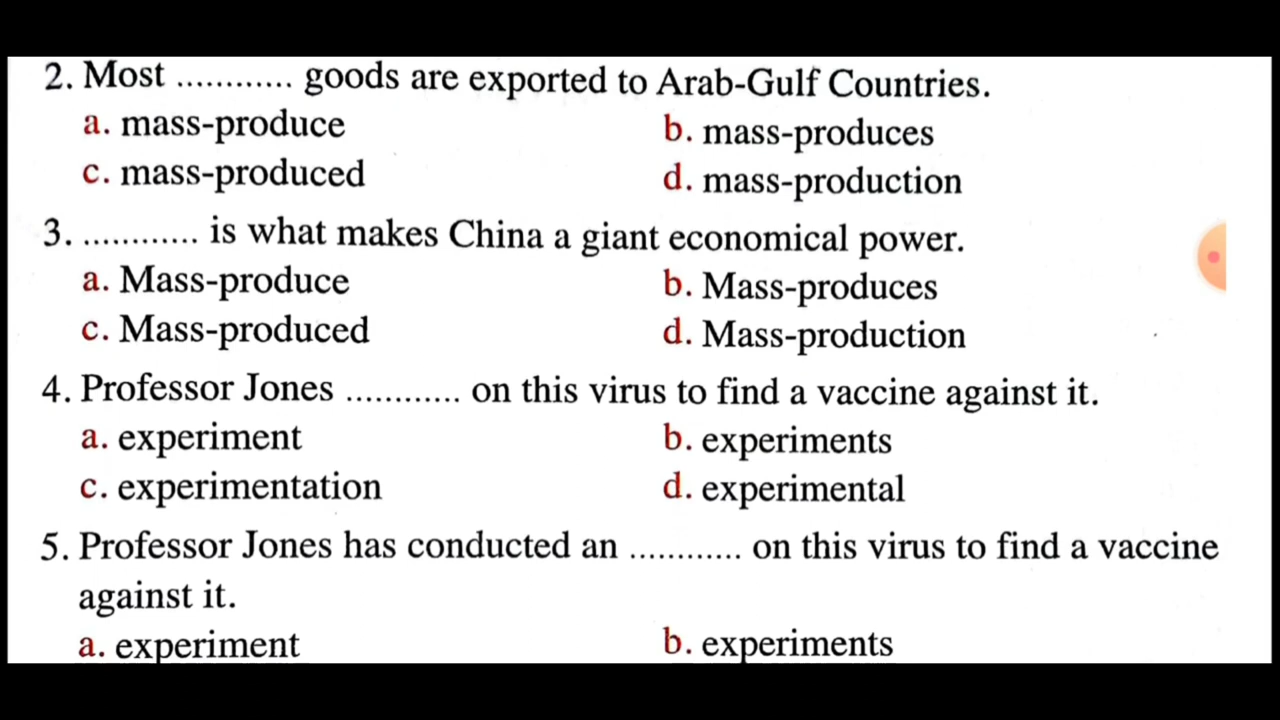 2. Most ............ goods are exported to Arab-Gulf Countries.
a. mass-produce b. mass-produces
c. mass-produced d. mass-production
3. ............ is what makes China a giant economical power.
a. Mass-produce b. Mass-produces
c. Mass-produced d. Mass-production
4. Professor Jones ............ on this virus to find a vaccine against it.
a. experiment b. experiments
c. experimentation d. experimental
5. Professor Jones has conducted an ............ on this virus to find a vaccine
against it.
a. experiment b. experiments